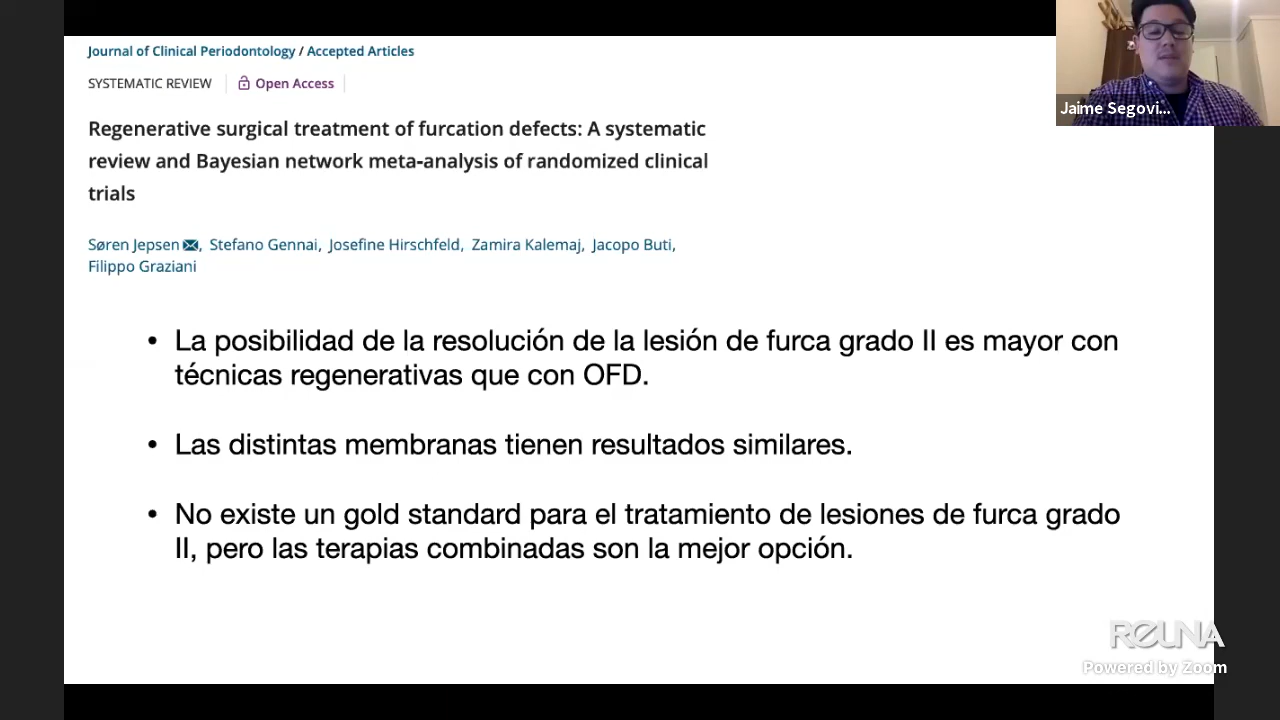 Journal of Clinical Periodontology / Accepted Articles
SYSTEMATIC REVIEW Open Access
Regenerative surgical treatment of furcation defects: A systematic
review and Bayesian network meta-analysis of randomized clinical
trials
Søren Jepsen, Stefano Gennai, Josefine Hirschfeld, Zamira Kalemaj, Jacopo Buti,
Filippo Graziani
Jaime Segovi...
• La posibilidad de la resolución de la lesión de furca grado II es mayor con
técnicas regenerativas que con OFD.
• Las distintas membranas tienen resultados similares.
• No existe un gold standard para el tratamiento de lesiones de furca grado
II, pero las terapias combinadas son la mejor opción.
REUNA
Powered by Zoom